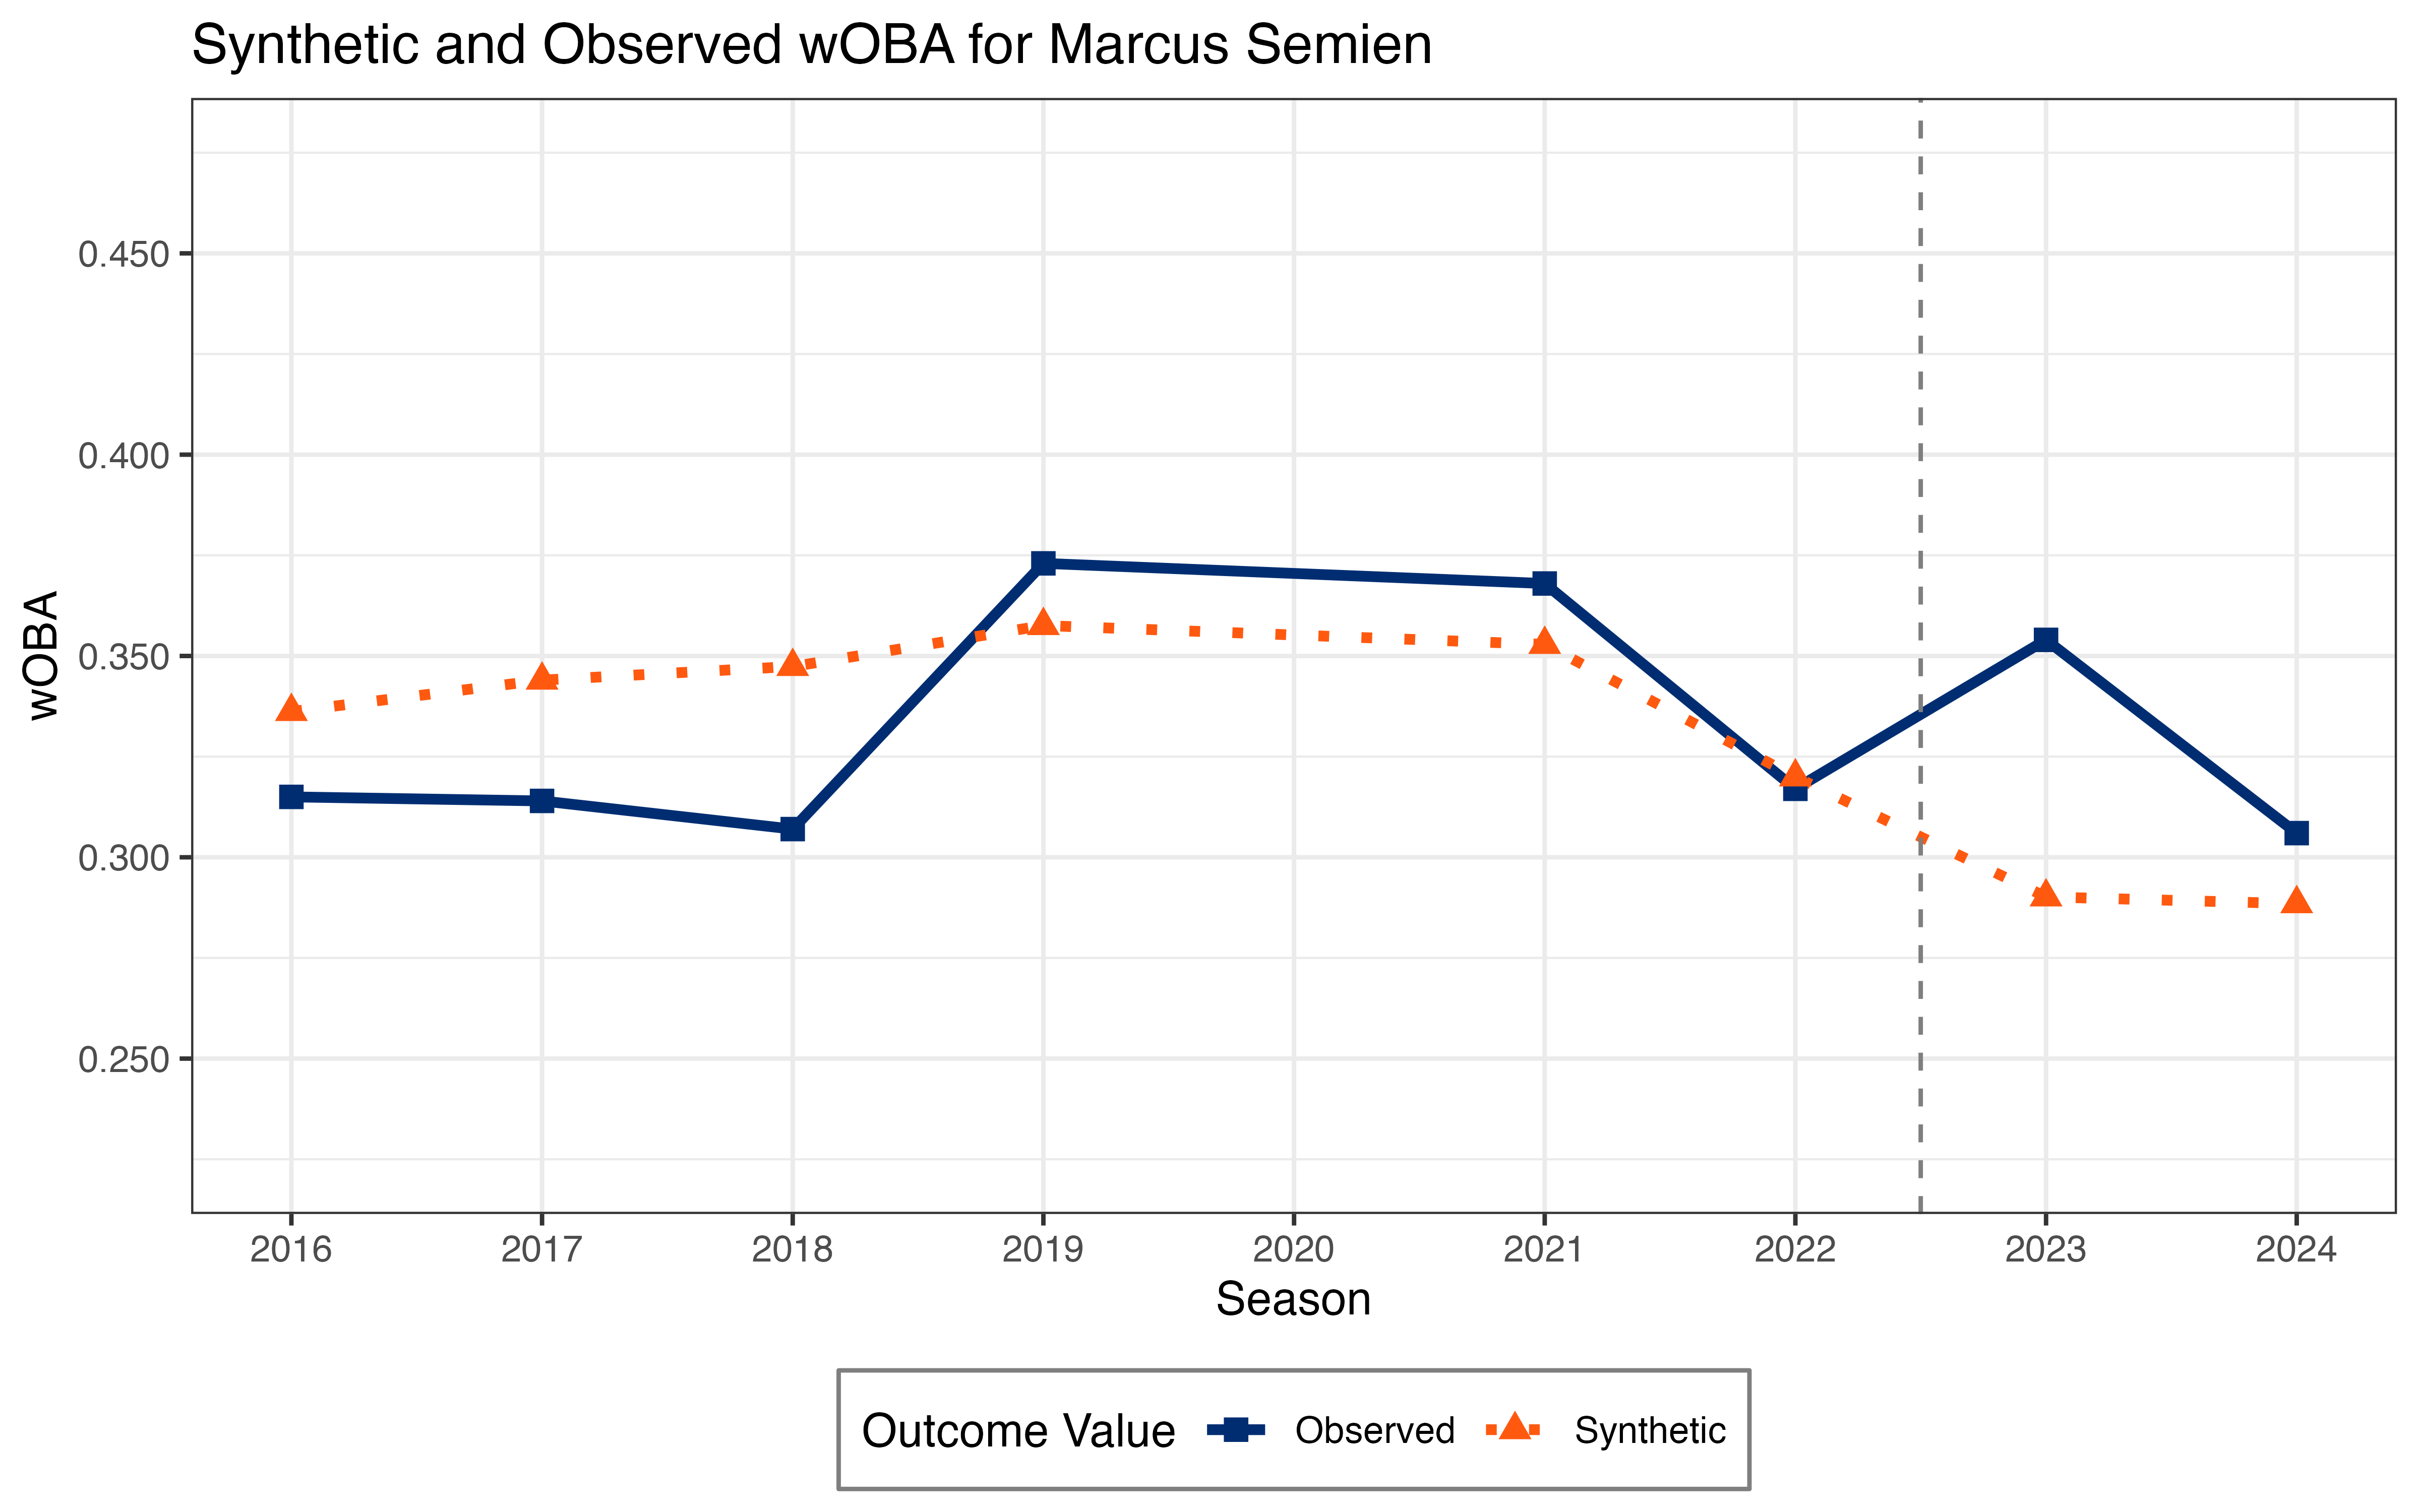 Synthetic and Observed wOBA for Marcus Semien
wOBA
0.450
0.400
0.350
0.300
0.250
2016 2017 2018 2019 2020 2021 2022 2023 2024
Season
Outcome Value Observed Synthetic